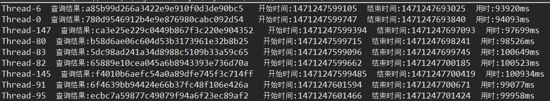 Thread-6 查询结果:a85b99d266a3422e9e910f0d3de90bc5 开始时间:1471247599105 结束时间:1471247693025 用时:93920ms
Thread-0 查询结果:780d9546912b4e9e876980cabc092d54 开始时间:1471247599747 结束时间:1471247693840 用时:94093ms
Thread-147 查询结果:ca3e25e229c0449b867f3c220e904352 开始时间:1471247599394 结束时间:1471247697093 用时:97699ms
Thread-80 查询结果:b58d6ae06c604d53b317396le32b8b25 开始时间:1471247599715 结束时间:1471247698241 用时:98526ms
Thread-83 查询结果:5dc98ad241a34d8988c5109b33a59c65 开始时间:1471247599096 结束时间:1471247699745 用时:100649ms
Thread-82 查询结果:65889e10cea045a6b8943393e736d70a 开始时间:1471247599662 结束时间:1471247700185 用时:100523ms
Thread-145 查询结果:f4010b6aefc54a0a89dfe745f3c714ff 开始时间:1471247599485 结束时间:1471247700419 用时:100934ms
Thread-91 查询结果:6f4639bb94424e66b37fc48f106e426a 开始时间:1471247601594 结束时间:1471247700671 用时:99077ms
Thread-95 查询结果:ecbc7a59877c49079f94a6f23ec89af2 开始时间:1471247601466 结束时间:1471247701424 用时:99958ms